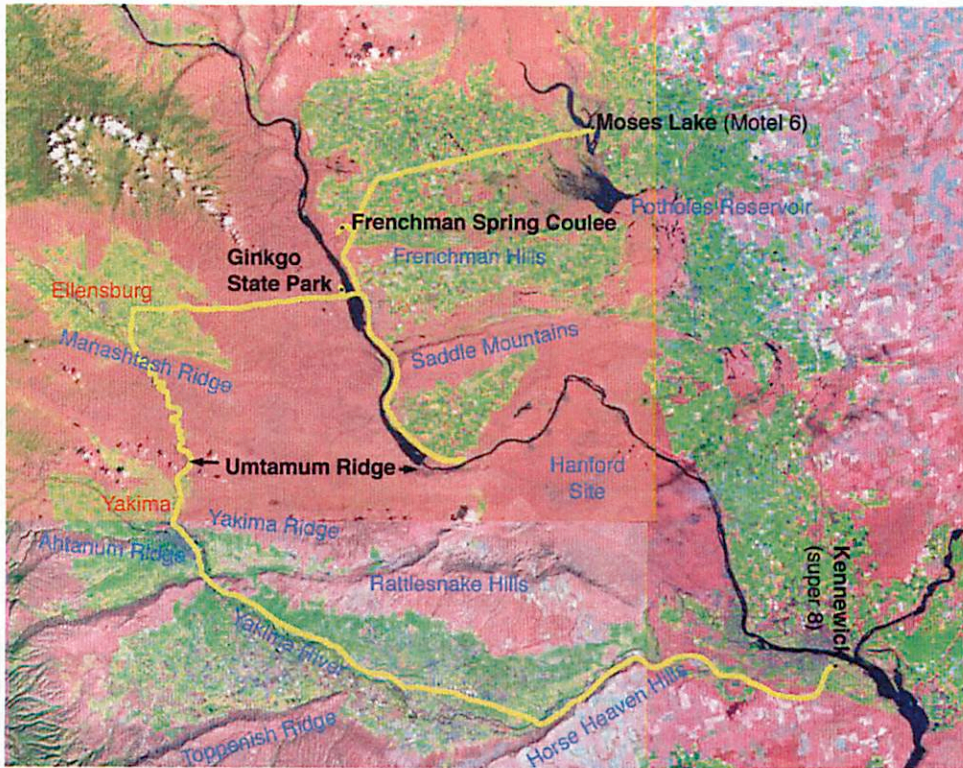 Moses Lake (Motel 6)
Potholes Reservoir
Frenchman Spring Coulee
Frenchman Hills
Ginkgo
State Park
Ellensburg
Saddle Mountains
Manashtash Ridge
Umtamum Ridge
Hanford
Site
Yakima
Yakima Ridge
Ahtanum Ridge
Rattlesnake Hills
Kennewick
(super 8)
Yakima River
Horse Heaven Hills
Toppenish Ridge